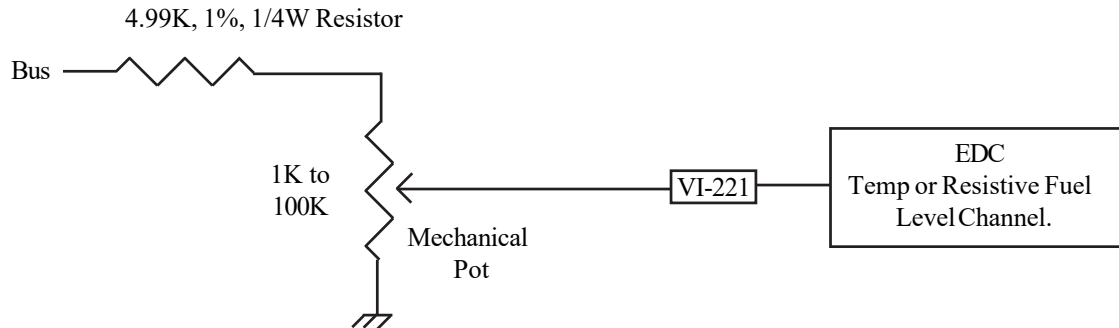 4.99K, 1%, 1/4W Resistor
Bus
1K to
100K
Mechanical
Pot
VI-221
EDC
Temp or Resistive Fuel
Level Channel.